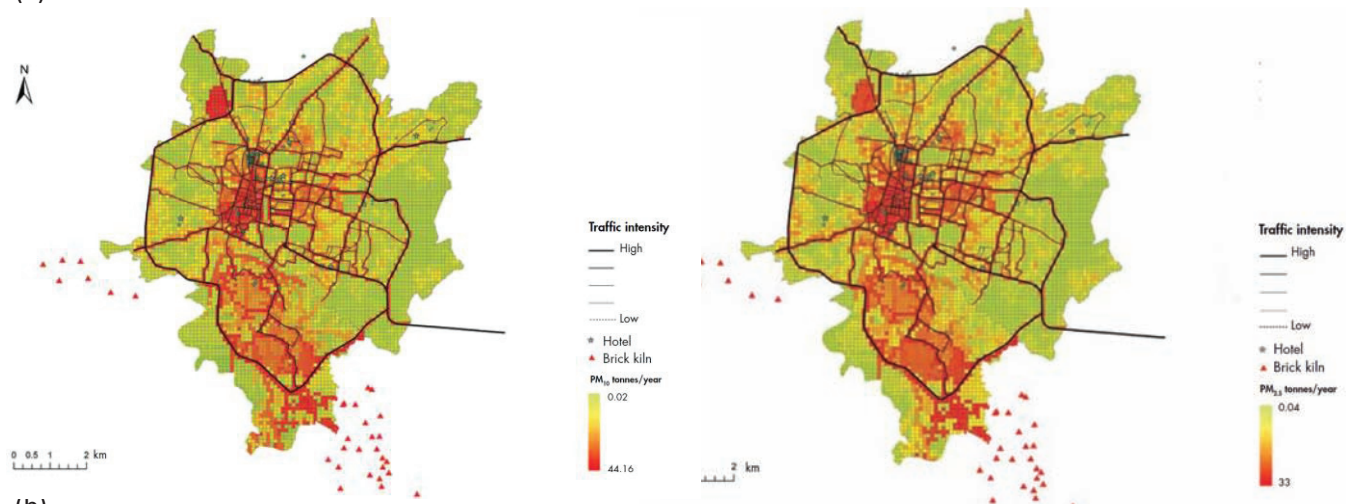 N
Traffic intensity
High
Low
Hotel
Brick kiln
PM₁₀ tonnes/year
0.02
44.16
0 0.5 1 2 km
Traffic intensity
High
Low
Hotel
Brick kiln
PM₂.₅ tonnes/year
0.04
33
2 km